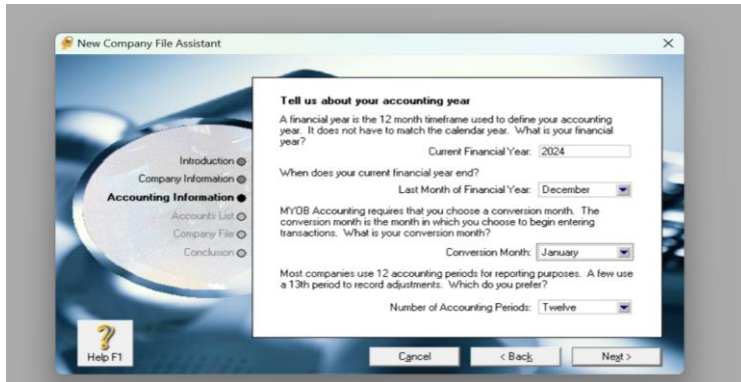 New Company File Assistant
Tell us about your accounting year
A financial year is the 12 month timeframe used to define your accounting
year. It does not have to match the calendar year. What is your financial
year?
Current Financial Year: 2024
When does your current financial year end?
Last Month of Financial Year: December
MYOB Accounting requires that you choose a conversion month. The
conversion month is the month in which you choose to begin entering
transactions. What is your conversion month?
Conversion Month: January
Most companies use 12 accounting periods for reporting purposes. A few use
a 13th period to record adjustments. Which do you prefer?
Number of Accounting Periods: Twelve
Introduction
Company Information
Accounting Information
Accounts List
Company File
Conclusion
Help F1
Cancel
< Back
Next >